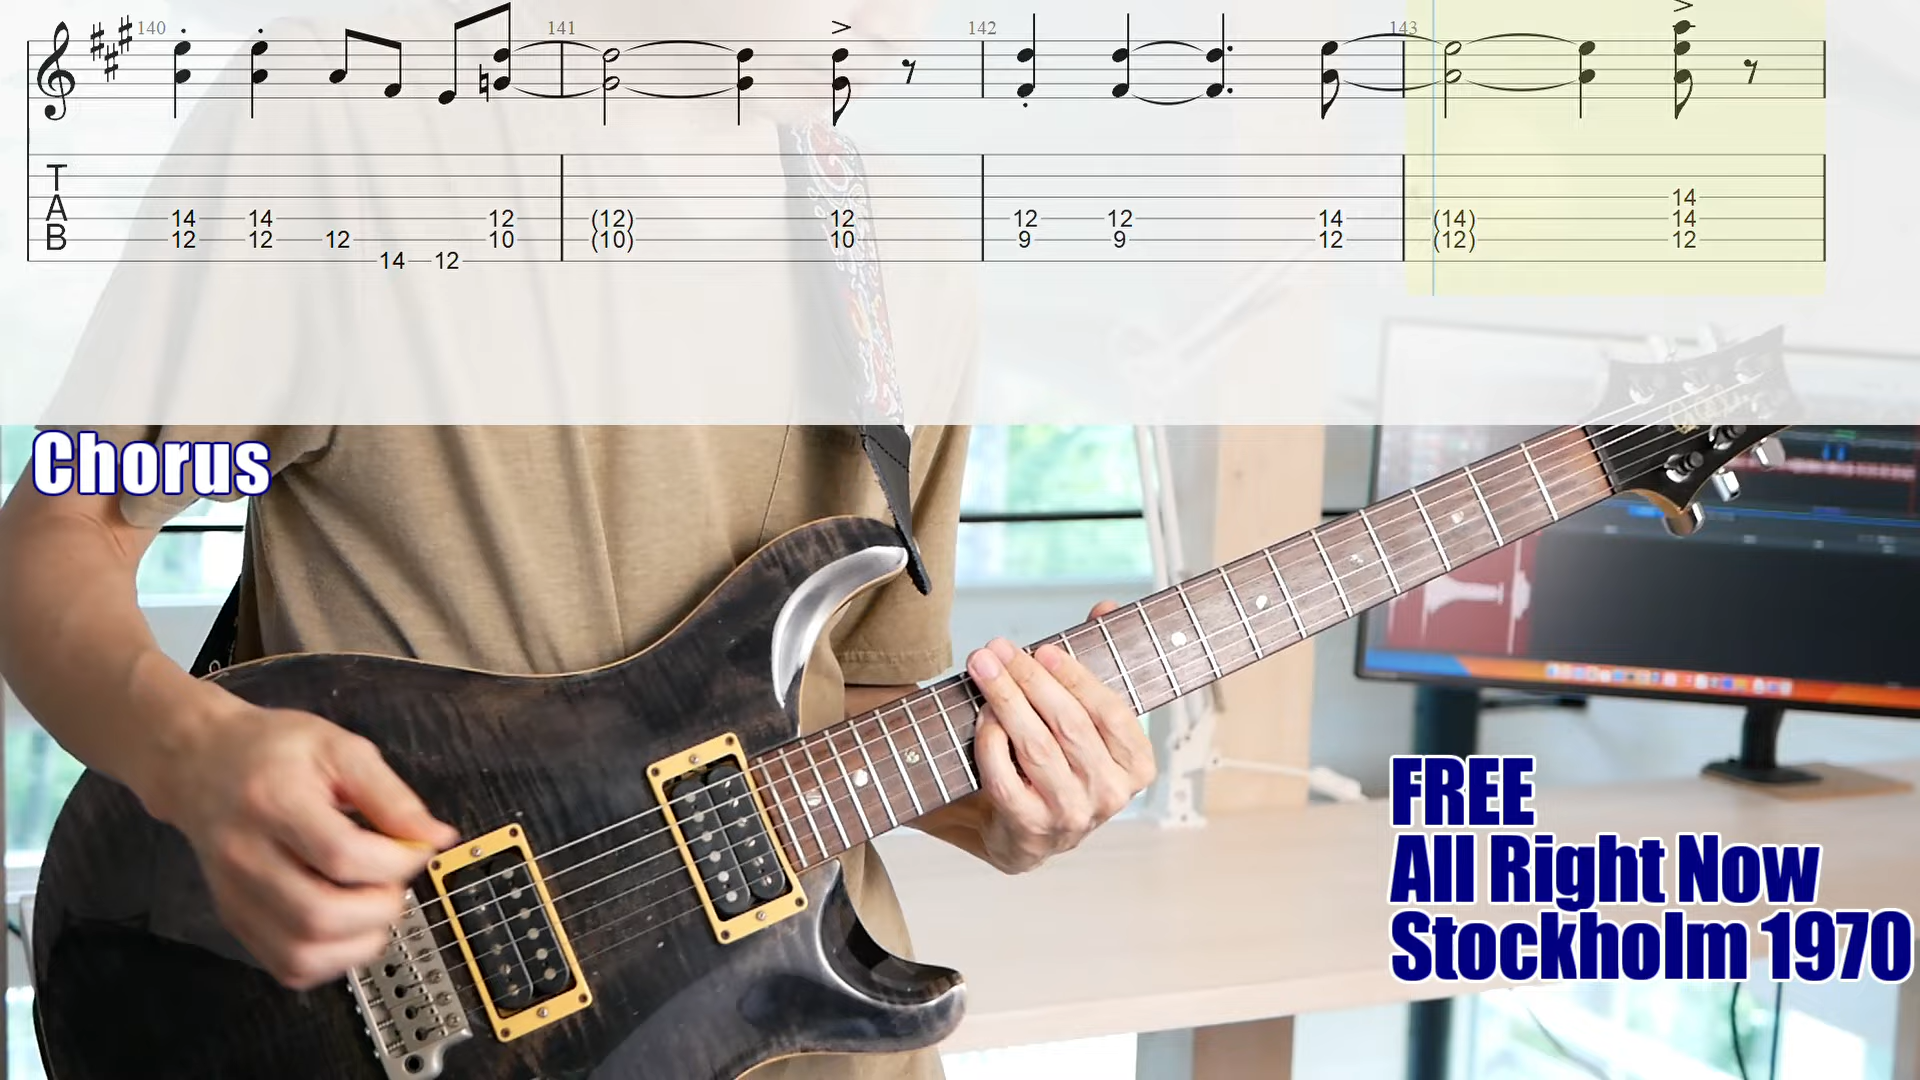 140 141 142 143
T
A
B
14 14 12 (12) 12 12 12 14 (14) 14 14
12 12 12 10 (10) 10 9 9 12 (12) 12
14 12
Chorus
FREE
All Right Now
Stockholm 1970